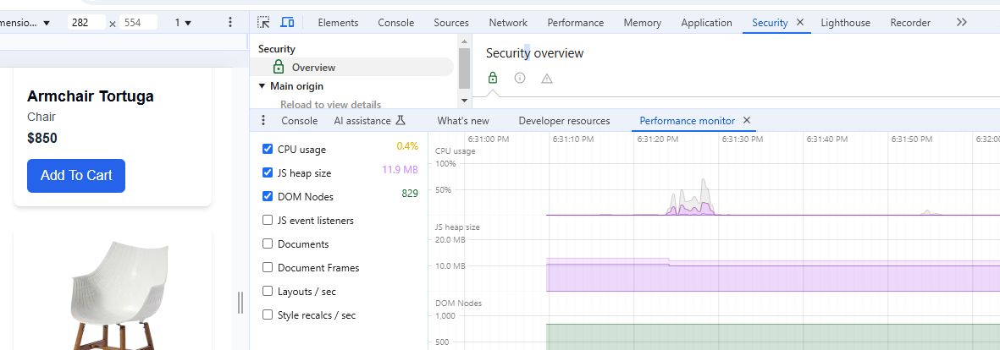 mensio... ▼ 282 × 554 1 ▼
Elements Console Sources Network Performance Memory Application Security × Lighthouse Recorder »
Armchair Tortuga
Chair
$850
Add To Cart
Security
Overview
Main origin
Reload to view details
Security overview
Console AI assistance What's new Developer resources Performance monitor ×
CPU usage 0.4%
JS heap size 11.9 MB
DOM Nodes 829
JS event listeners
Documents
Document Frames
Layouts / sec
Style recalcs / sec
6:31:00 PM 6:31:10 PM 6:31:20 PM 6:31:30 PM 6:31:40 PM 6:31:50 PM 6:32:0
CPU usage
100%
50%
JS heap size
20.0 MB
10.0 MB
DOM Nodes
1,000
500